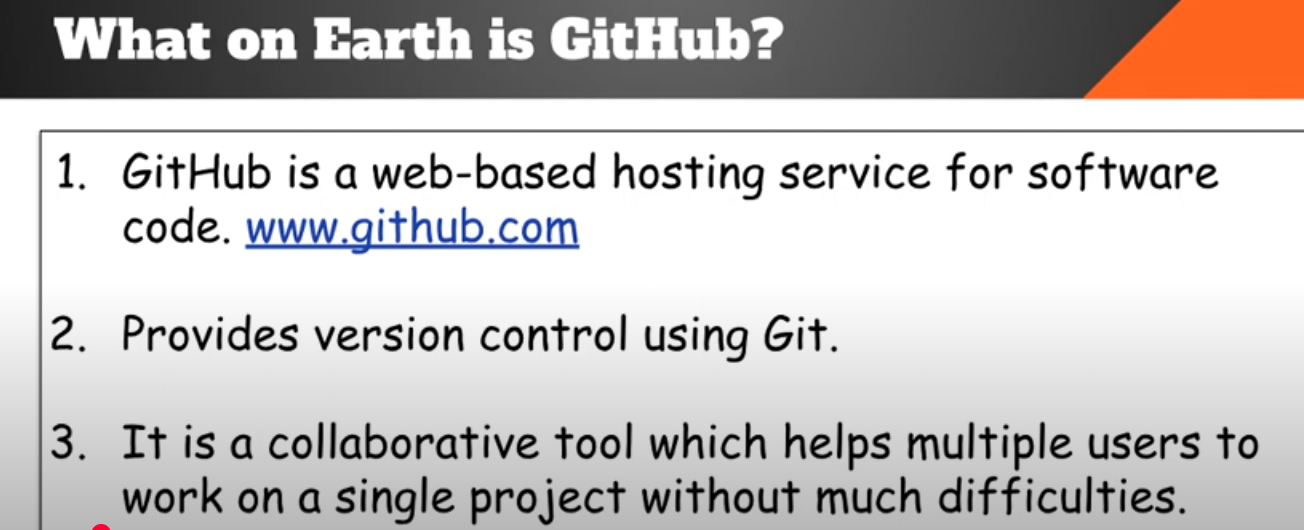 What on Earth is GitHub?
1. GitHub is a web-based hosting service for software
code. www.github.com
2. Provides version control using Git.
3. It is a collaborative tool which helps multiple users to
work on a single project without much difficulties.